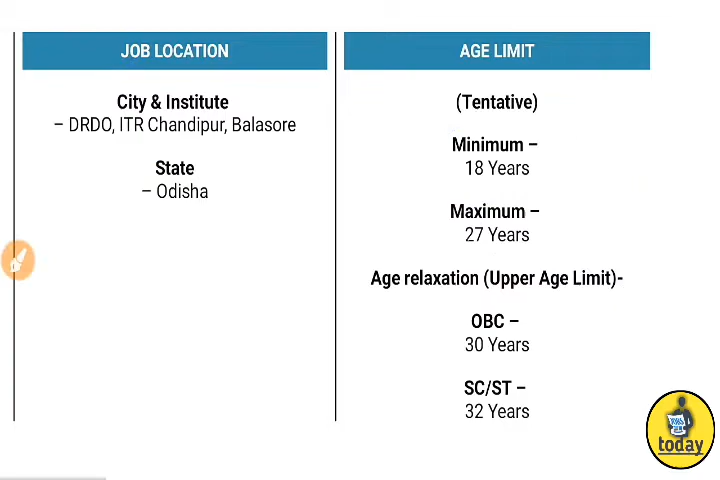 JOB LOCATION
City & Institute
– DRDO, ITR Chandipur, Balasore
State
– Odisha
AGE LIMIT
(Tentative)
Minimum –
18 Years
Maximum –
27 Years
Age relaxation (Upper Age Limit)-
OBC –
30 Years
SC/ST –
32 Years
JOBS
today